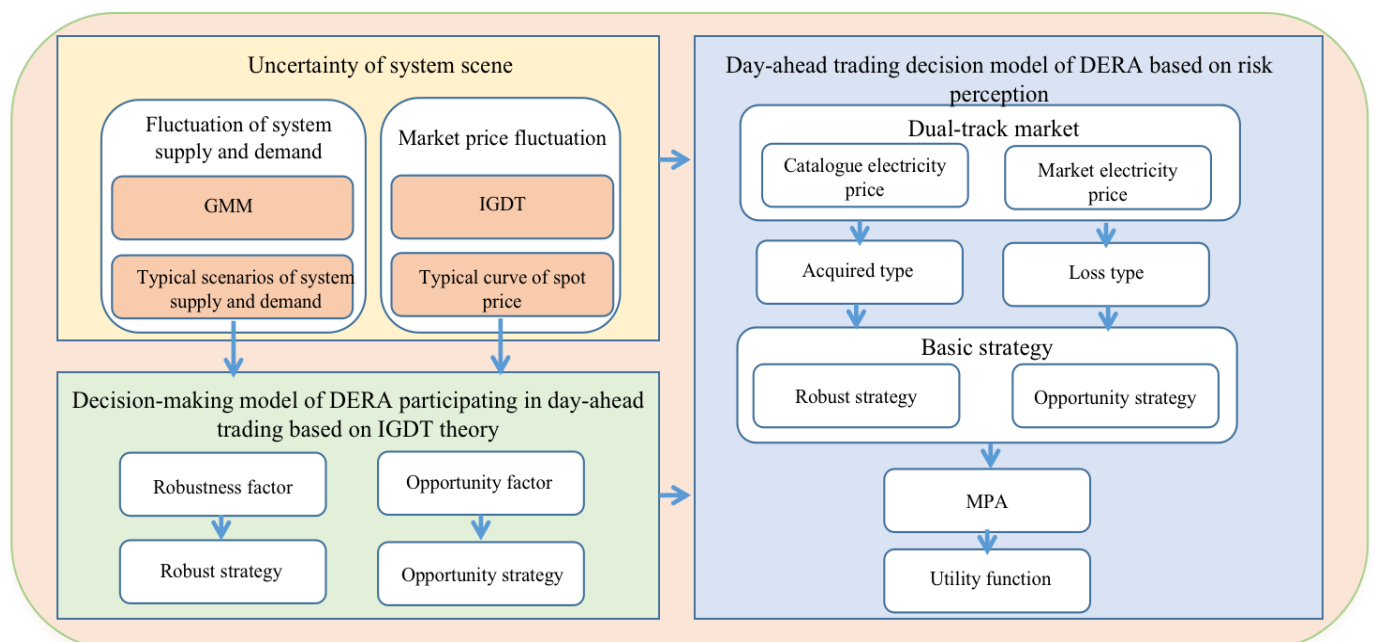 Uncertainty of system scene
Fluctuation of system
supply and demand
GMM
Typical scenarios of system
supply and demand
Market price fluctuation
IGDT
Typical curve of spot
price
Decision-making model of DERA participating in day-ahead
trading based on IGDT theory
Robustness factor
Robust strategy
Opportunity factor
Opportunity strategy
Day-ahead trading decision model of DERA based on risk
perception
Dual-track market
Catalogue electricity
price
Market electricity
price
Acquired type
Loss type
Basic strategy
Robust strategy
Opportunity strategy
MPA
Utility function